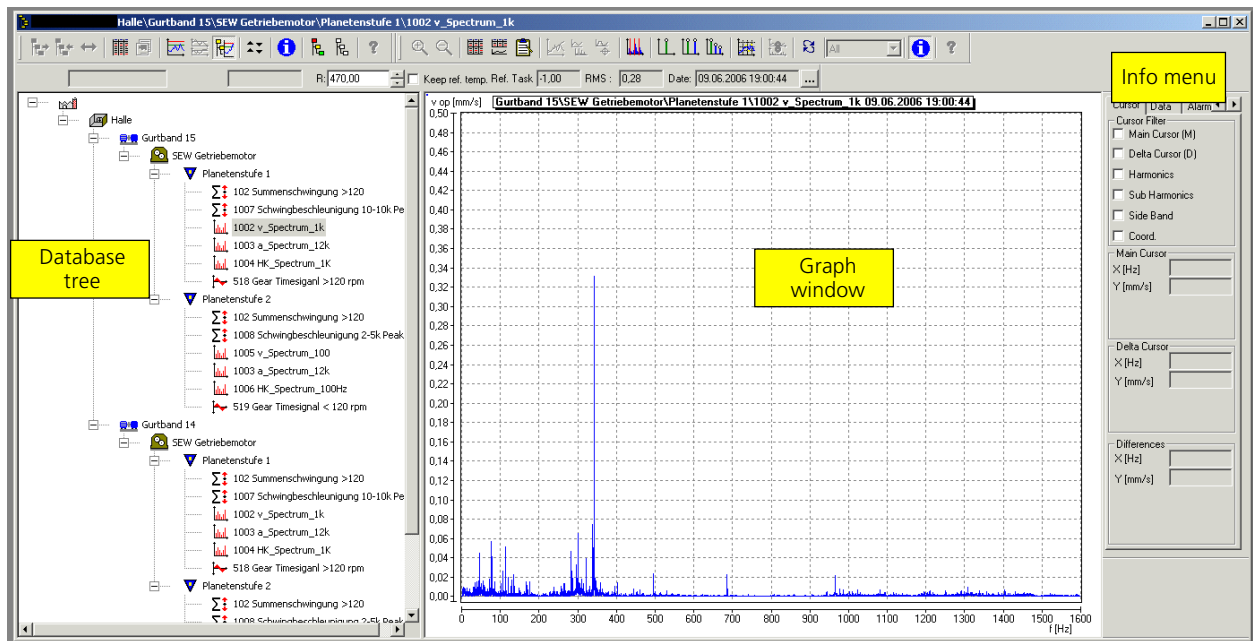 Halle\Gurtband 15\SEW Getriebemotor\Planetenstufe 1\1002 v_Spectrum_1k
All
R: 470,00 Keep ref. temp. Ref. Task -1,00 RMS : 0,28 Date: 09.06.2006 19:00:44 ...
Info menu
Halle
Gurtband 15
SEW Getriebemotor
Planetenstufe 1
102 Summenschwingung >120
1007 Schwingbeschleunigung 10-10k Pe
1002 v_Spectrum_1k
1003 a_Spectrum_12k
1004 HK_Spectrum_1K
518 Gear Timesiganl >120 rpm
Planetenstufe 2
102 Summenschwingung >120
1008 Schwingbeschleunigung 2-5k Peak
1005 v_Spectrum_100
1003 a_Spectrum_12k
1006 HK_Spectrum_100Hz
519 Gear Timesignal < 120 rpm
Gurtband 14
SEW Getriebemotor
Planetenstufe 1
102 Summenschwingung >120
1007 Schwingbeschleunigung 10-10k Pe
1002 v_Spectrum_1k
1003 a_Spectrum_12k
1004 HK_Spectrum_1K
518 Gear Timesiganl >120 rpm
Planetenstufe 2
102 Summenschwingung >120
1008 Schwingbeschleunigung 2-5k Peak
Database
tree
v op [mm/s] Gurtband 15\SEW Getriebemotor\Planetenstufe 1\1002 v_Spectrum_1k 09.06.2006 19:00:44
0,50
0,48
0,46
0,44
0,42
0,40
0,38
0,36
0,34
0,32
0,30
0,28
0,26
0,24
0,22
0,20
0,18
0,16
0,14
0,12
0,10
0,08
0,06
0,04
0,02
0,00
0 100 200 300 400 500 600 700 800 900 1000 1100 1200 1300 1400 1500 1600
f [Hz]
Graph
window
Cursor Data Alarm
Cursor Filter
Main Cursor (M)
Delta Cursor (D)
Harmonics
Sub Harmonics
Side Band
Coord.
Main Cursor
X [Hz]
Y [mm/s]
Delta Cursor
X [Hz]
Y [mm/s]
Differences
X [Hz]
Y [mm/s]